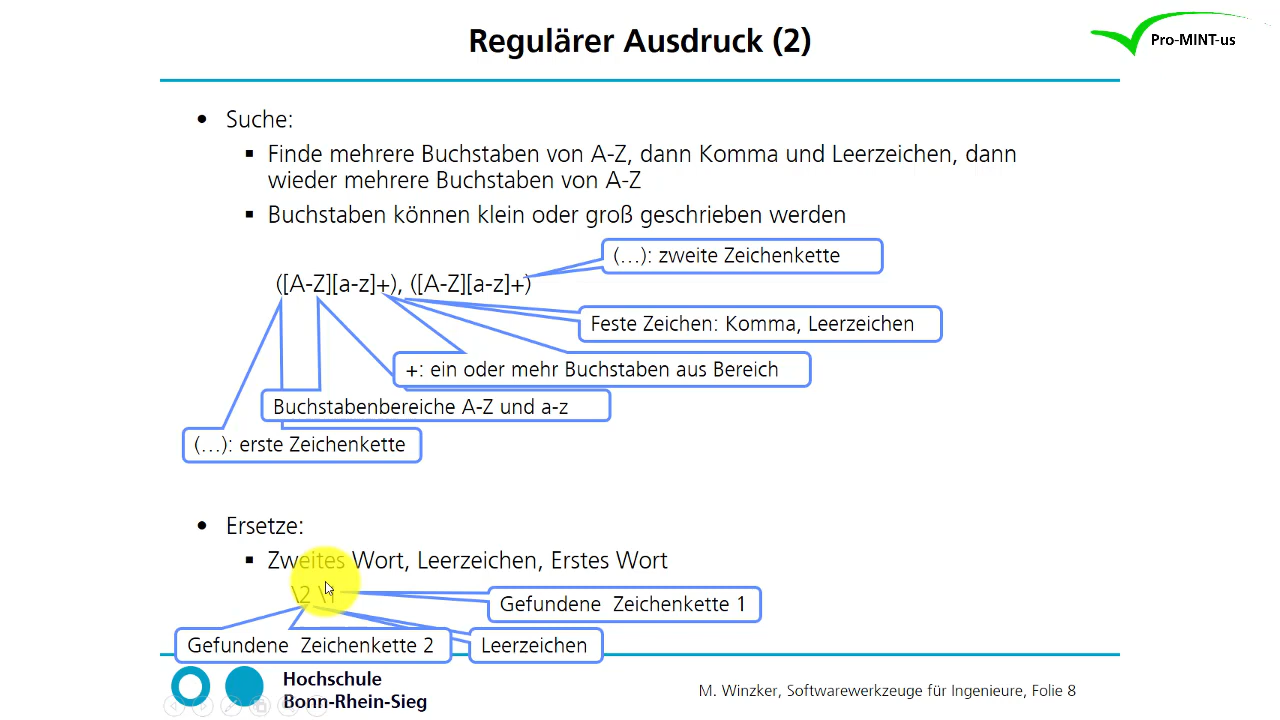 Regulärer Ausdruck (2)
Pro-MINT-us
• Suche:
▪ Finde mehrere Buchstaben von A-Z, dann Komma und Leerzeichen, dann
wieder mehrere Buchstaben von A-Z
▪ Buchstaben können klein oder groß geschrieben werden
(…): zweite Zeichenkette
([A-Z][a-z]+), ([A-Z][a-z]+)
Feste Zeichen: Komma, Leerzeichen
+: ein oder mehr Buchstaben aus Bereich
Buchstabenbereiche A-Z und a-z
(…): erste Zeichenkette
• Ersetze:
▪ Zweites Wort, Leerzeichen, Erstes Wort
\2 \1
Gefundene Zeichenkette 1
Gefundene Zeichenkette 2
Leerzeichen
Hochschule
Bonn-Rhein-Sieg
M. Winzker, Softwarewerkzeuge für Ingenieure, Folie 8